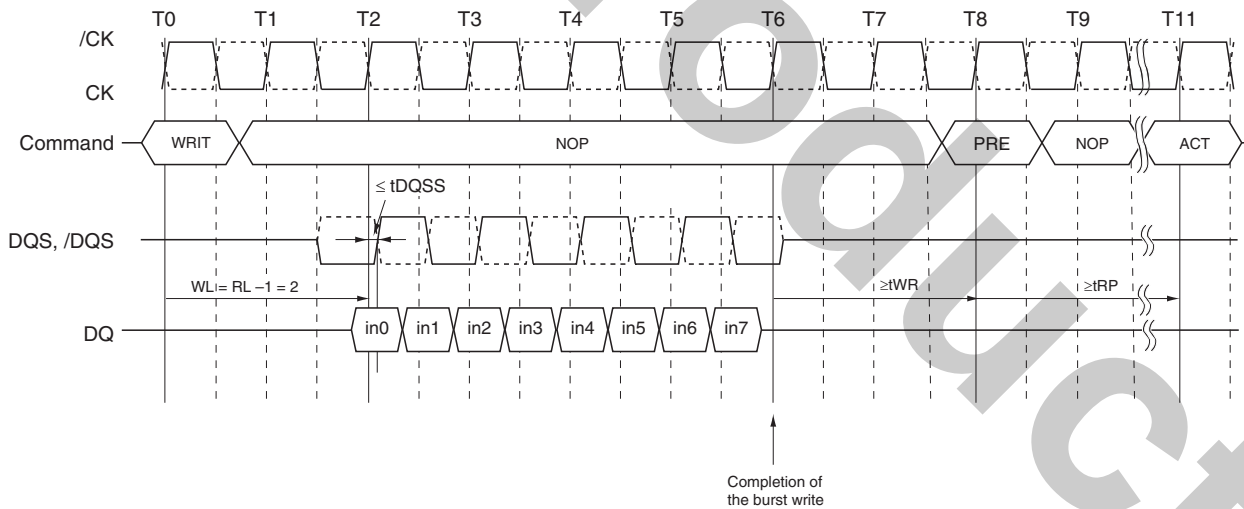 T0 T1 T2 T3 T4 T5 T6 T7 T8 T9 T11
/CK
CK
Command WRIT NOP PRE NOP ACT
≤ tDQSS
DQS, /DQS
WL = RL −1 = 2 ≥tWR ≥tRP
DQ in0 in1 in2 in3 in4 in5 in6 in7
Completion of
the burst write
oduct